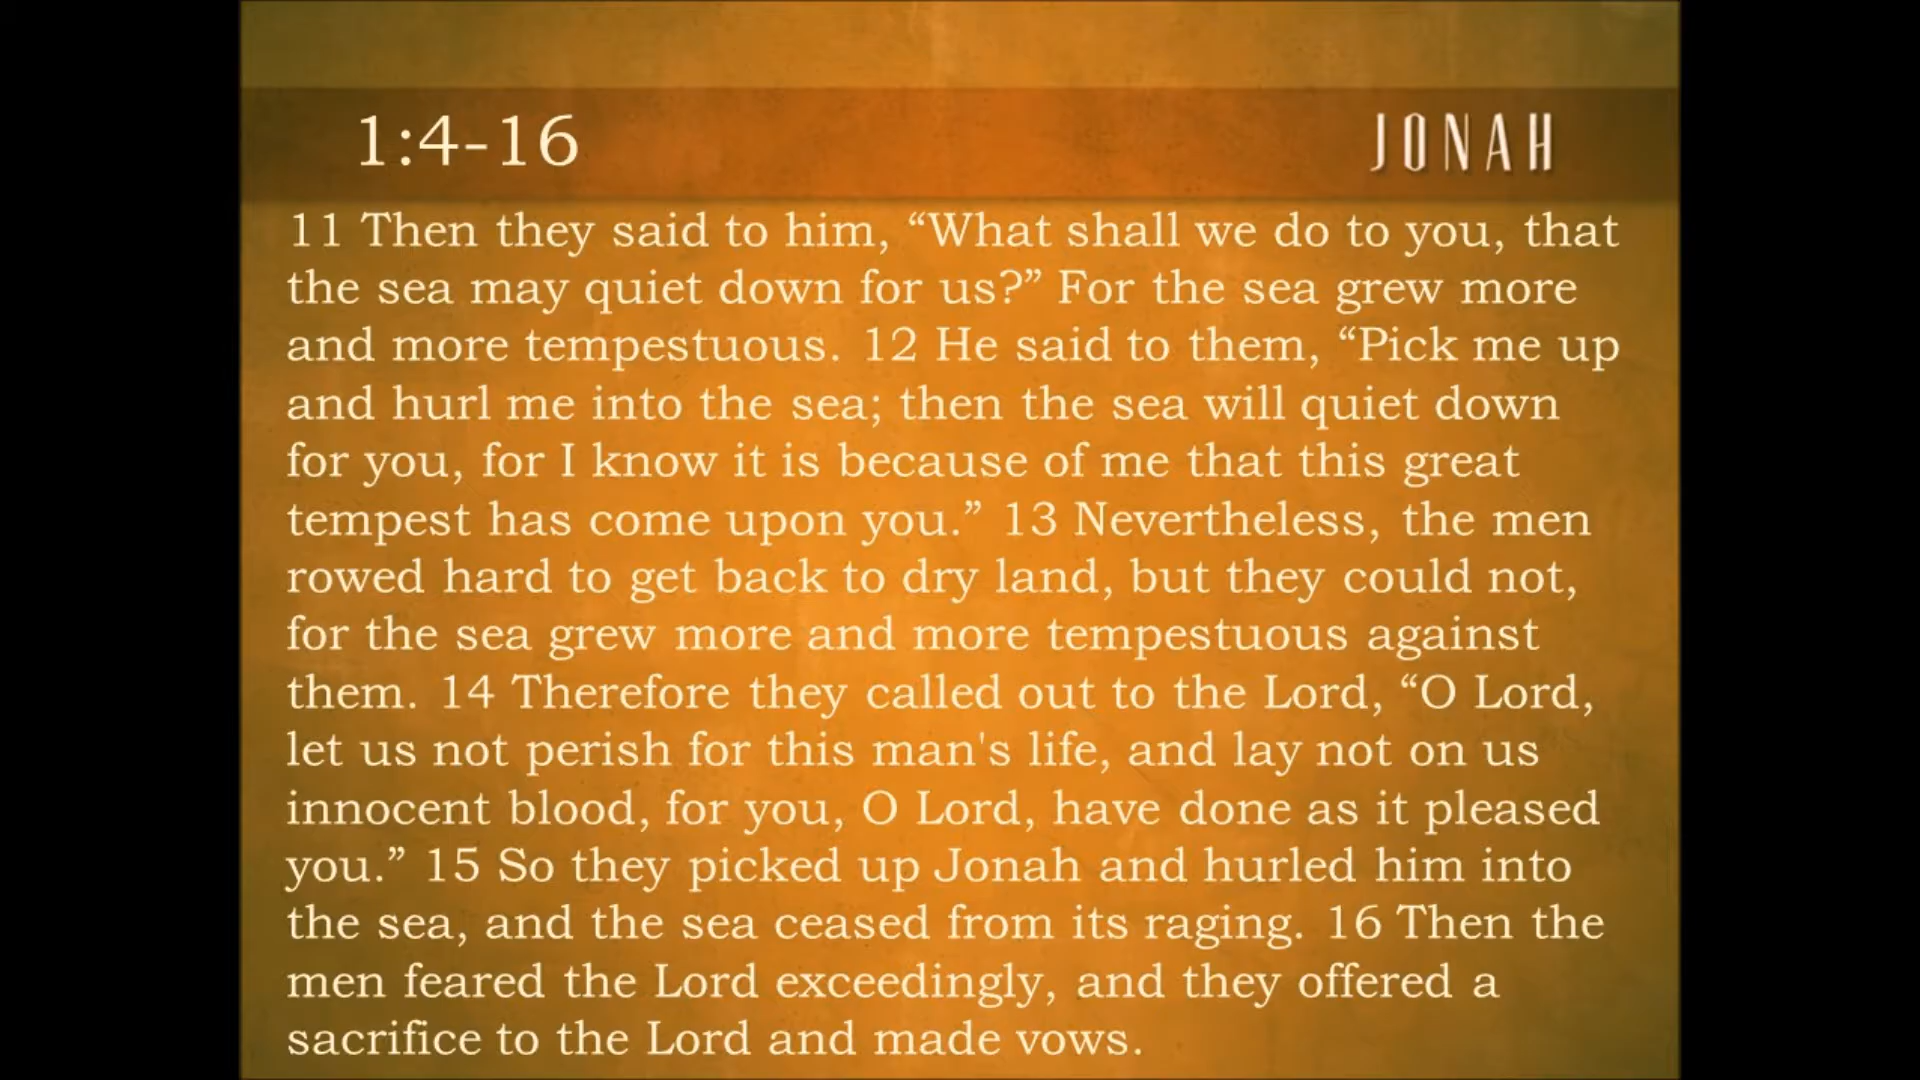 1:4-16
JONAH
11 Then they said to him, “What shall we do to you, that
the sea may quiet down for us?” For the sea grew more
and more tempestuous. 12 He said to them, “Pick me up
and hurl me into the sea; then the sea will quiet down
for you, for I know it is because of me that this great
tempest has come upon you.” 13 Nevertheless, the men
rowed hard to get back to dry land, but they could not,
for the sea grew more and more tempestuous against
them. 14 Therefore they called out to the Lord, “O Lord,
let us not perish for this man's life, and lay not on us
innocent blood, for you, O Lord, have done as it pleased
you.” 15 So they picked up Jonah and hurled him into
the sea, and the sea ceased from its raging. 16 Then the
men feared the Lord exceedingly, and they offered a
sacrifice to the Lord and made vows.